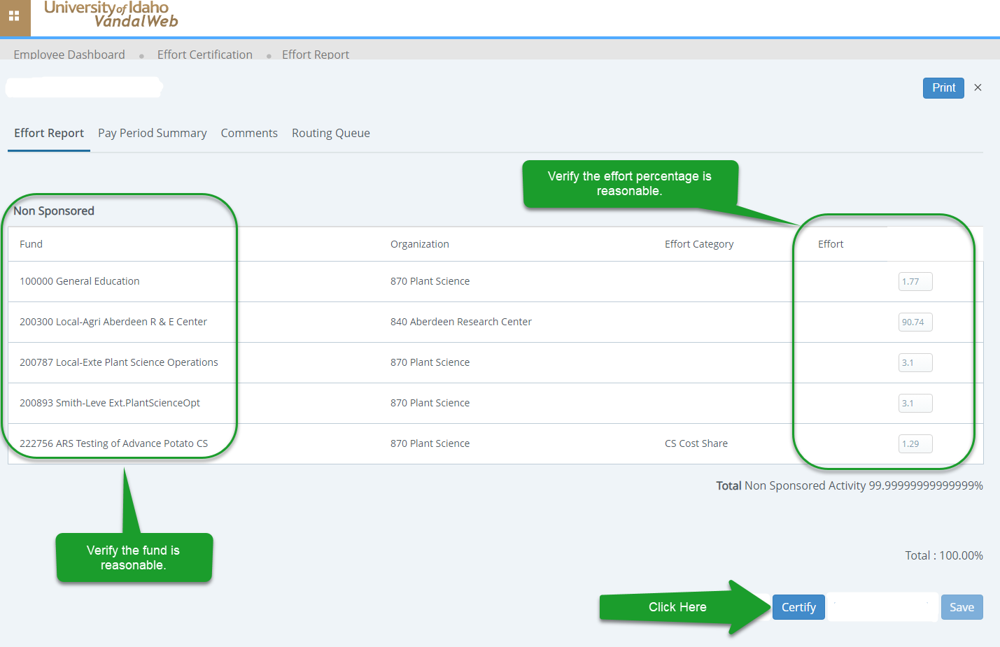 University of Idaho
VandalWeb
Employee Dashboard • Effort Certification • Effort Report
Print ×
Effort Report Pay Period Summary Comments Routing Queue
Verify the effort percentage is
reasonable.
Non Sponsored
Fund Organization Effort Category Effort
100000 General Education 870 Plant Science 1.77
200300 Local-Agri Aberdeen R & E Center 840 Aberdeen Research Center 90.74
200787 Local-Exte Plant Science Operations 870 Plant Science 3.1
200893 Smith-Leve Ext.PlantScienceOpt 870 Plant Science 3.1
222756 ARS Testing of Advance Potato CS 870 Plant Science CS Cost Share 1.29
Total Non Sponsored Activity 99.99999999999999%
Verify the fund is
reasonable.
Total : 100.00%
Click Here Certify Save